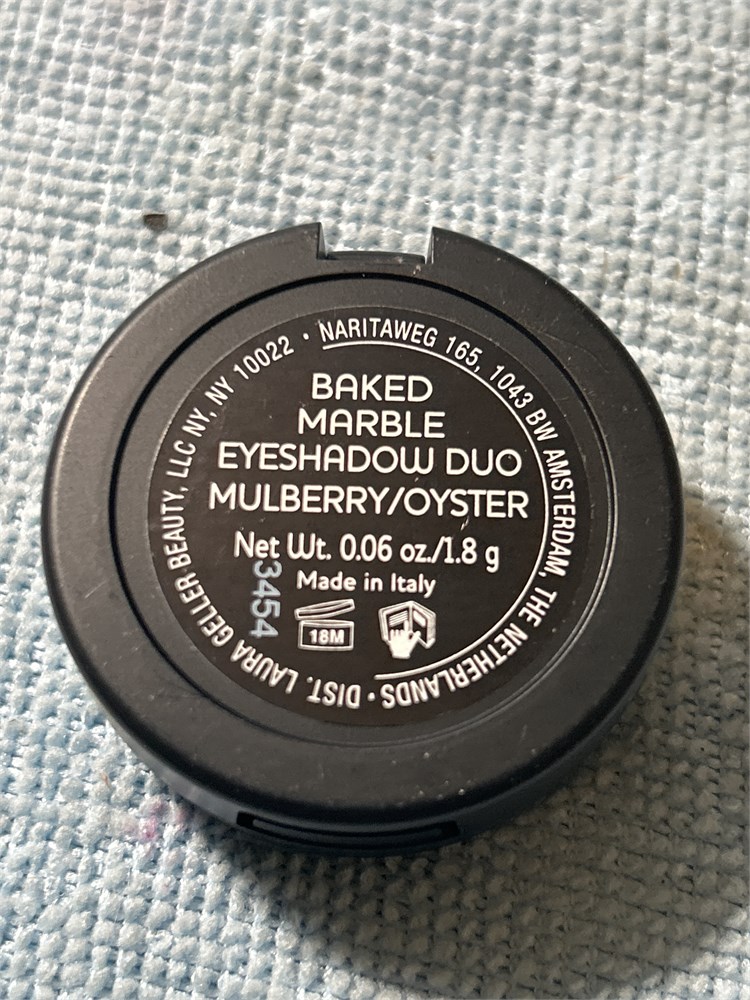 BAKED
MARBLE
EYESHADOW DUO
MULBERRY/OYSTER
Net Wt. 0.06 oz./1.8 g
Made in Italy
3454
18M
• NARITAWEG 165, 1043 BW AMSTERDAM, THE NETHERLANDS • DIST. LAURA GELLER BEAUTY, LLC NY, NY 10022